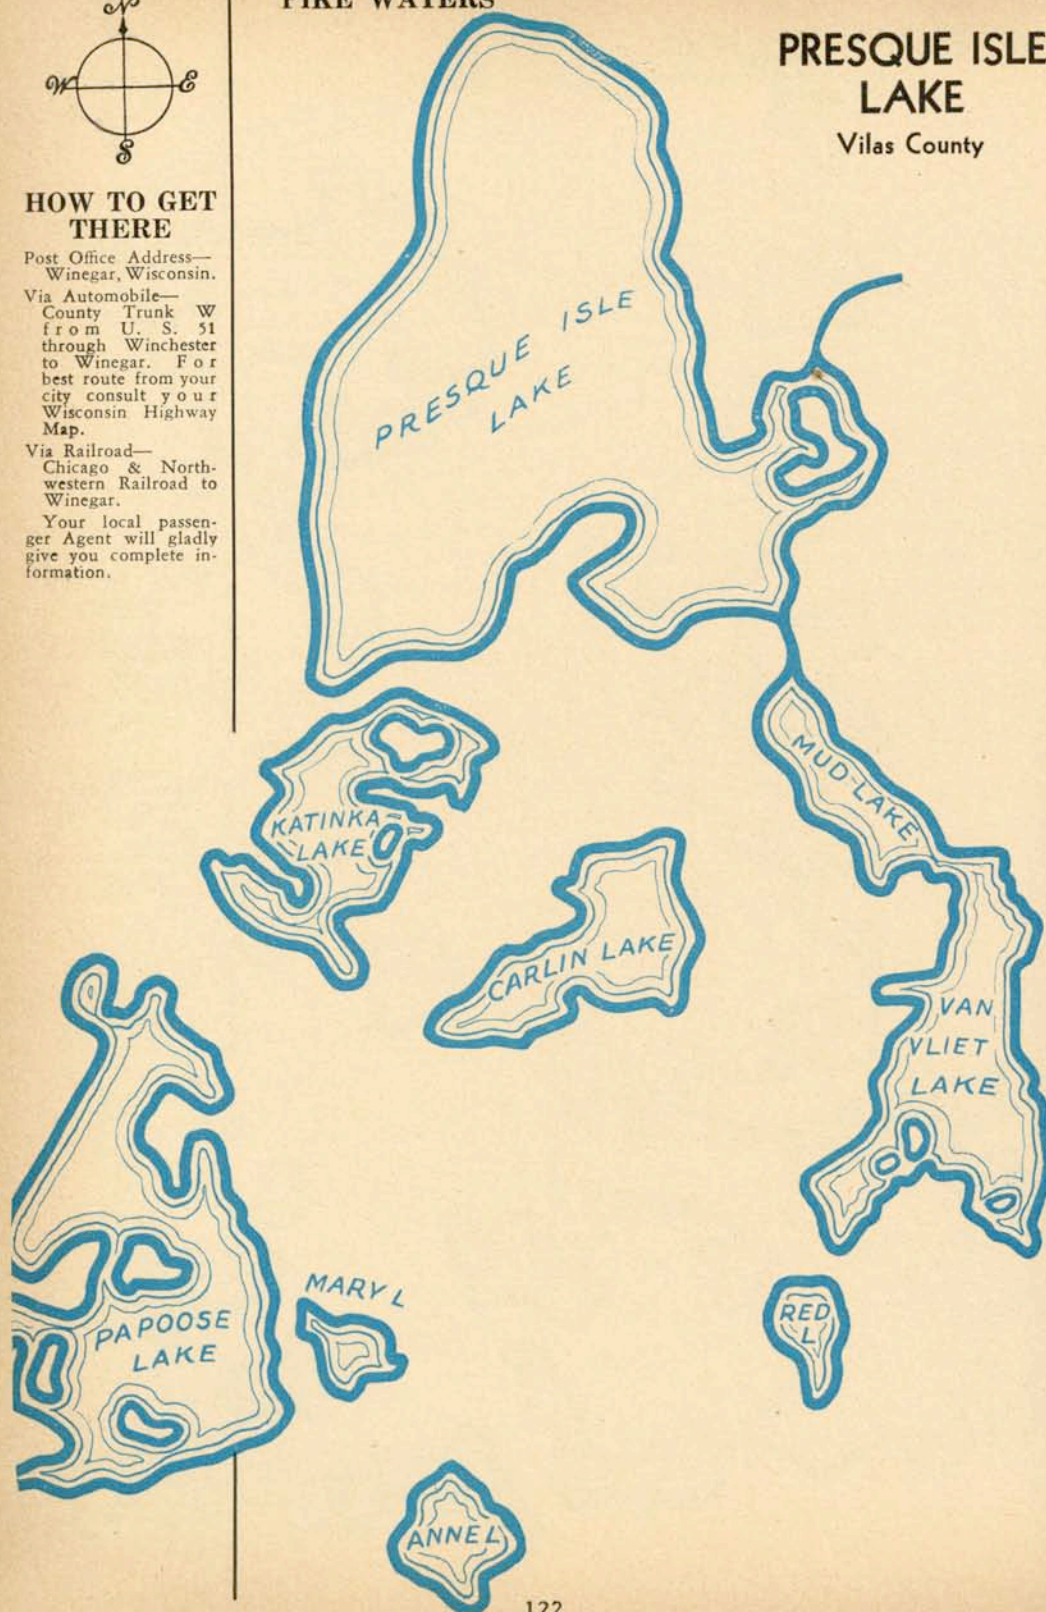 PIKE WATERS
N
W E
S
PRESQUE ISLE
LAKE
Vilas County
HOW TO GET
THERE
Post Office Address—
Winegar, Wisconsin.
Via Automobile—
County Trunk W
from U. S. 51
through Winchester
to Winegar. For
best route from your
city consult your
Wisconsin Highway
Map.
Via Railroad—
Chicago & North-
western Railroad to
Winegar.
Your local passen-
ger Agent will gladly
give you complete in-
formation.
PRESQUE ISLE
LAKE
MUD LAKE
KATINKA
LAKE
CARLIN LAKE
VAN
VLIET
LAKE
MARY L
PAPOOSE
LAKE
RED
L
ANNE L
122